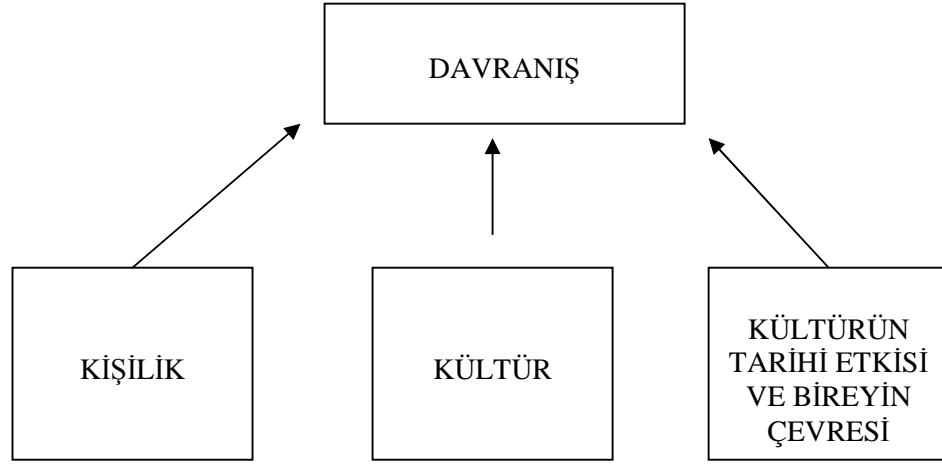 DAVRANIŞ
KİŞİLİK
KÜLTÜR
KÜLTÜRÜN
TARİHİ ETKİSİ
VE BİREYİN
ÇEVRESİ